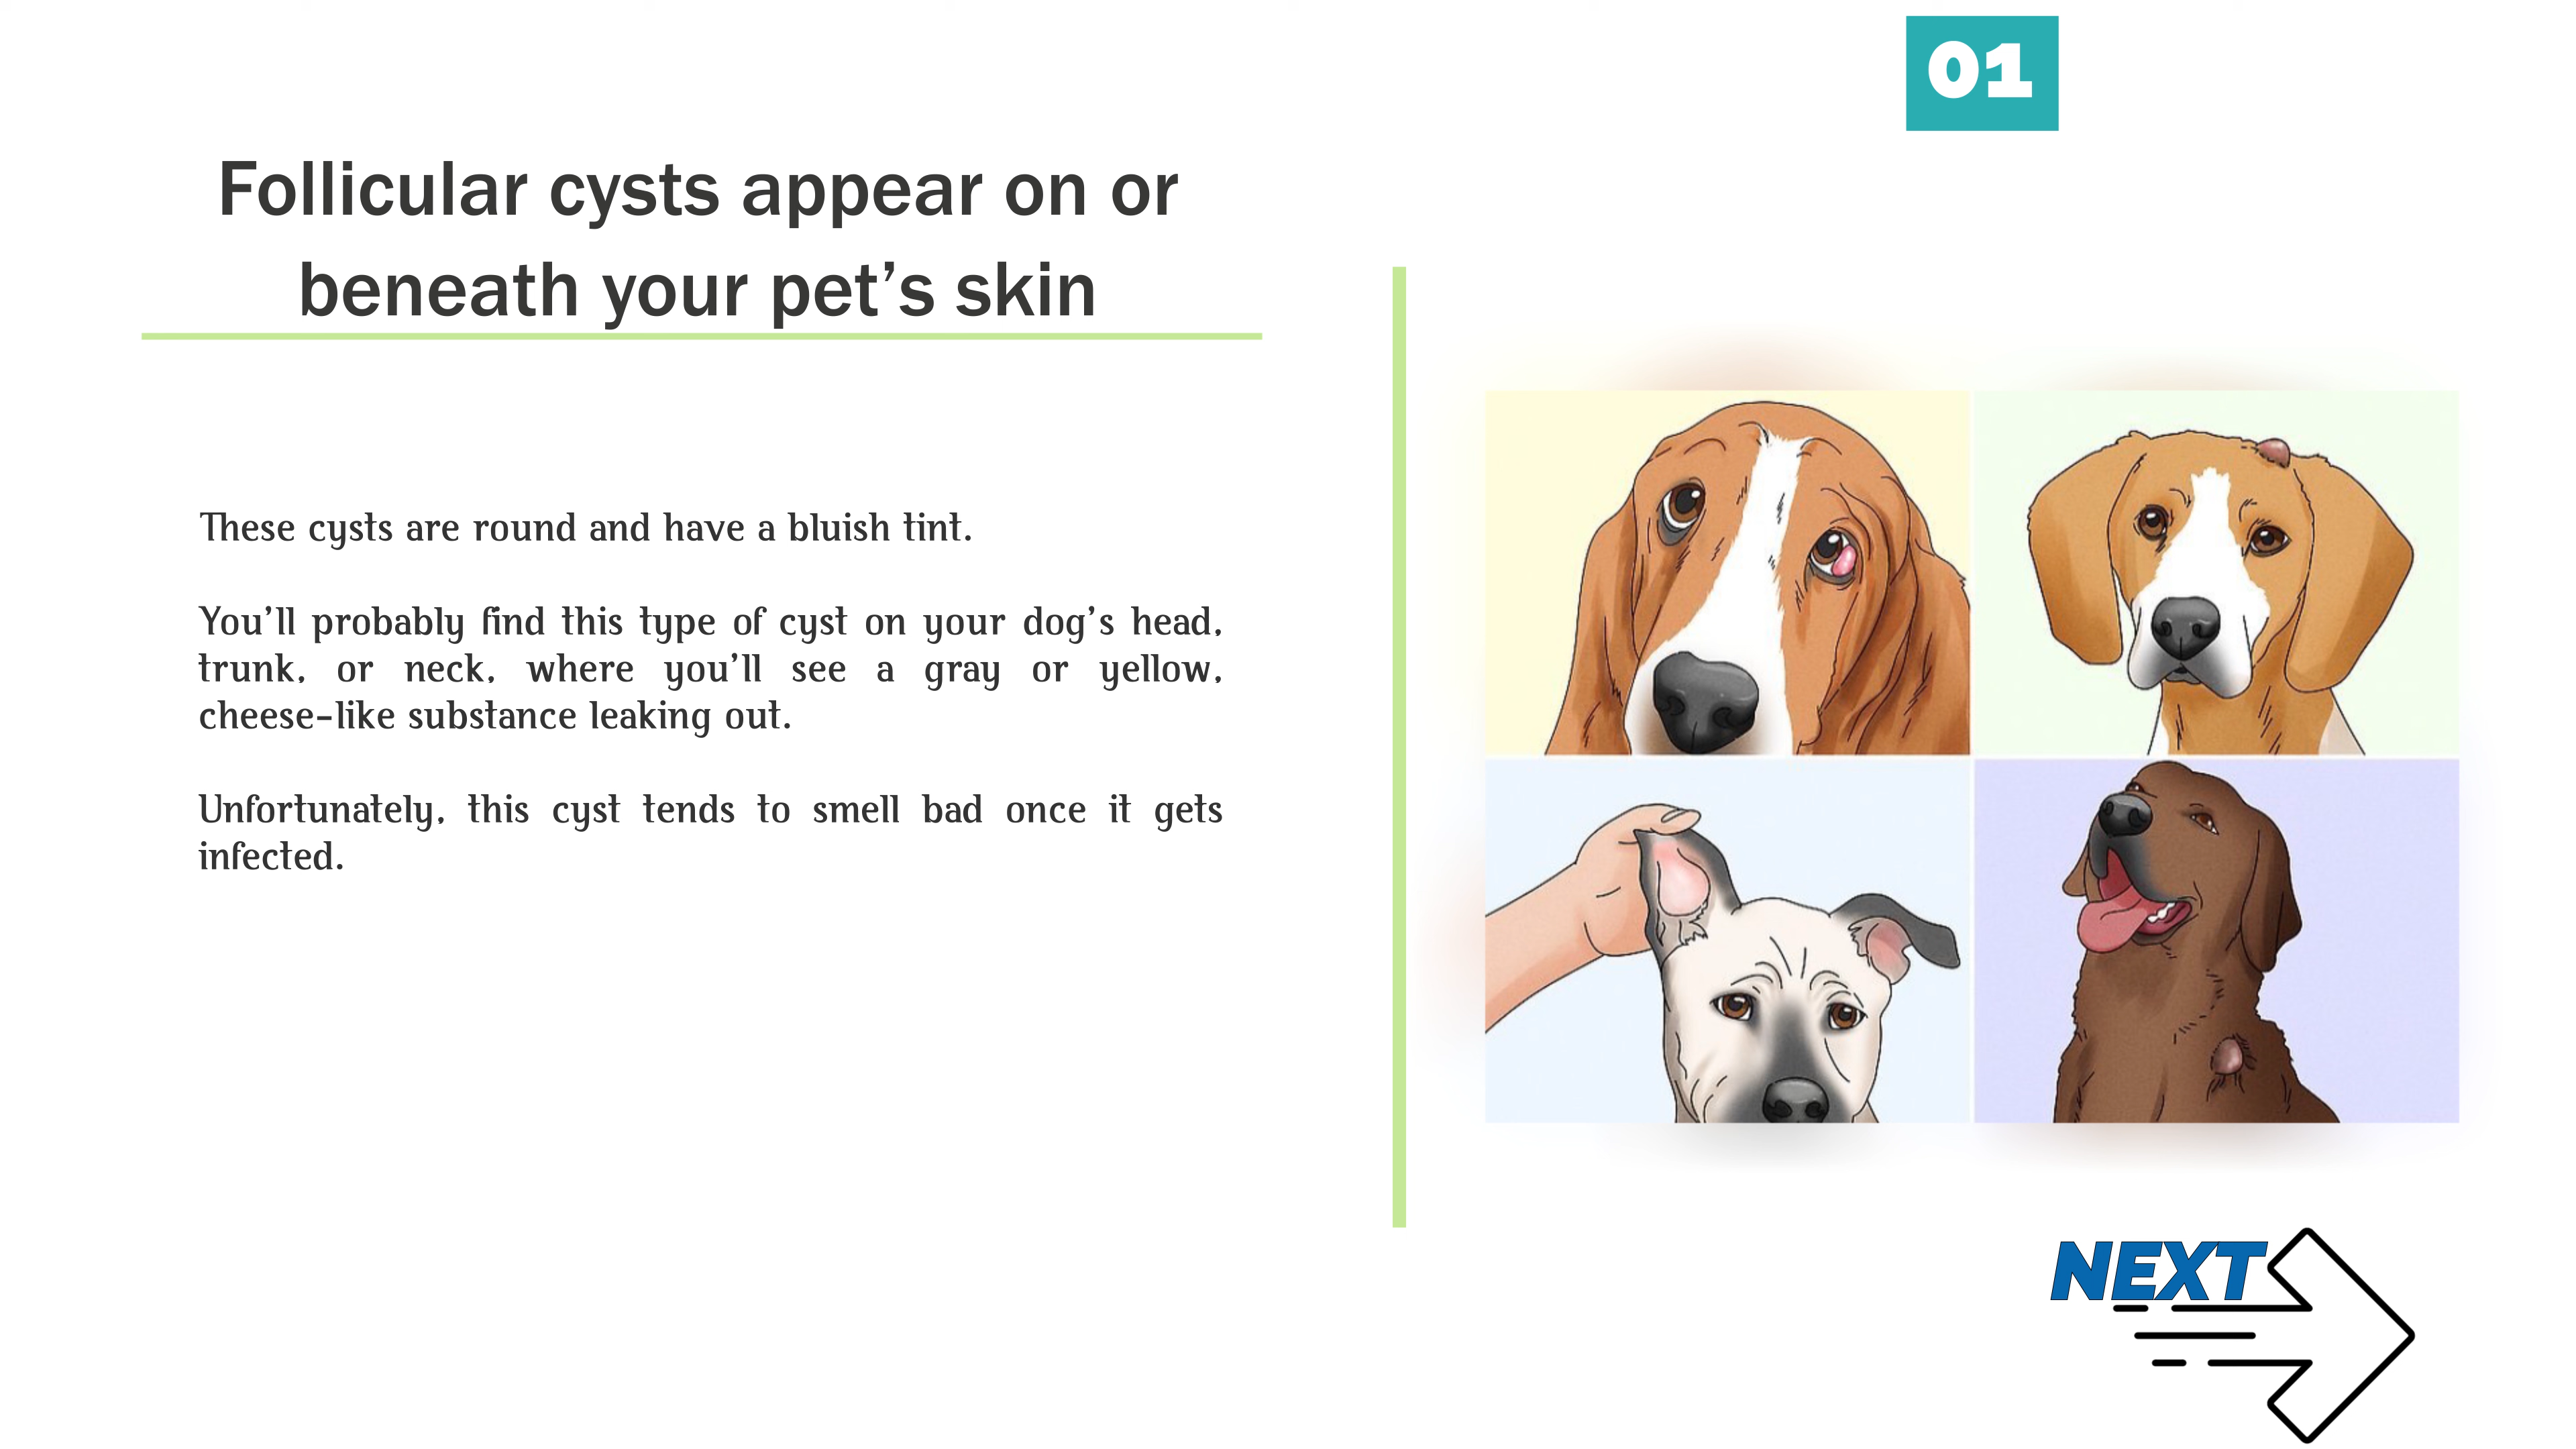 01
Follicular cysts appear on or
beneath your pet’s skin
These cysts are round and have a bluish tint.
You’ll probably find this type of cyst on your dog’s head,
trunk, or neck, where you’ll see a gray or yellow,
cheese-like substance leaking out.
Unfortunately, this cyst tends to smell bad once it gets
infected.
NEXT